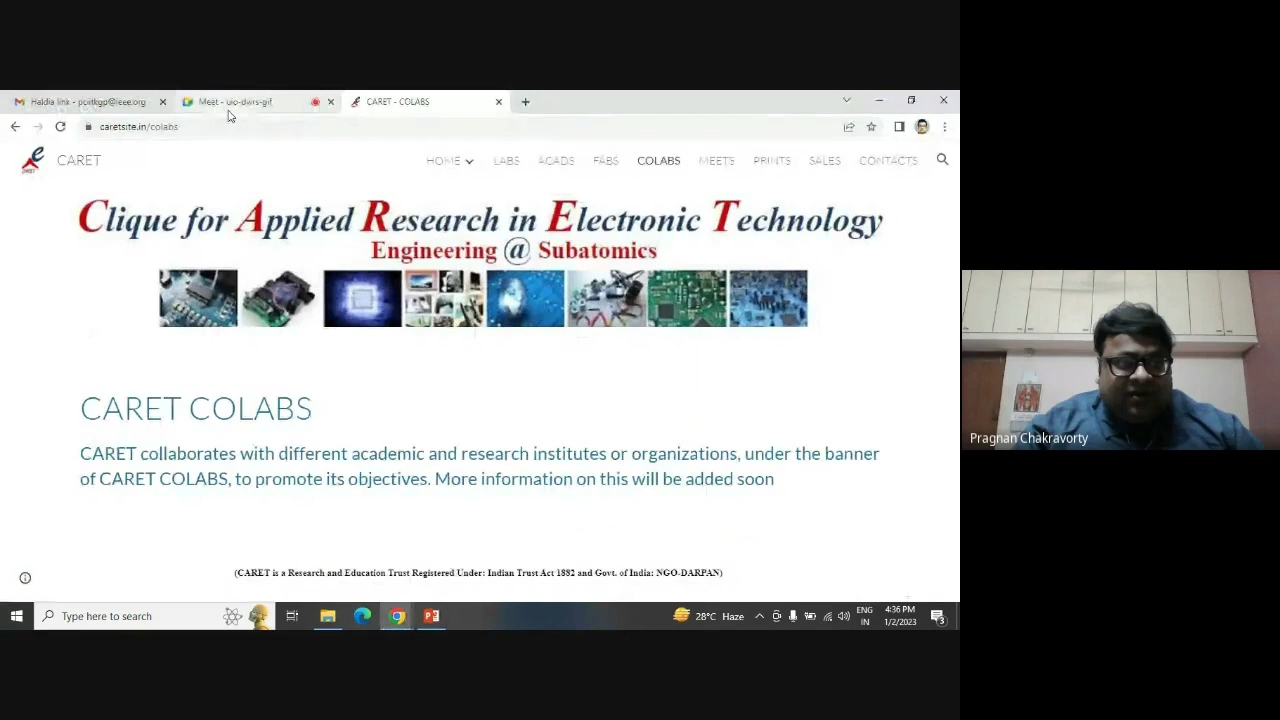 Haldia link - pciitkgp@ieee.org
Meet - uio-dwrs-gif
CARET - COLABS
caretsite.in/colabs
CARET
HOME LABS ACADS FABS COLABS MEETS PRINTS SALES CONTACTS
Clique for Applied Research in Electronic Technology
Engineering @ Subatomics
CARET COLABS
CARET collaborates with different academic and research institutes or organizations, under the banner
of CARET COLABS, to promote its objectives. More information on this will be added soon
(CARET is a Research and Education Trust Registered Under: Indian Trust Act 1882 and Govt. of India: NGO-DARPAN)
Pragnan Chakravorty
Type here to search
28°C Haze
ENG
IN
4:36 PM
1/2/2023
3